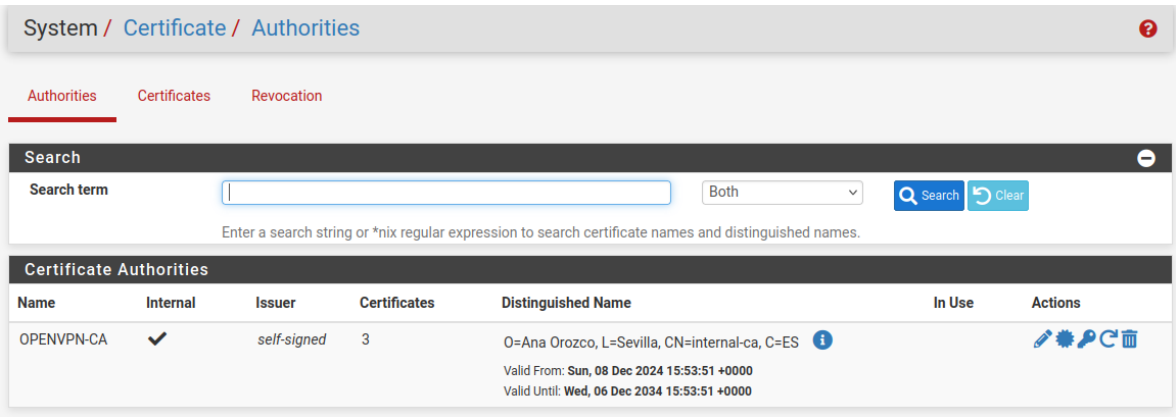 System / Certificate / Authorities
Authorities Certificates Revocation
Search
Search term Both Search Clear
Enter a search string or *nix regular expression to search certificate names and distinguished names.
Certificate Authorities
Name Internal Issuer Certificates Distinguished Name In Use Actions
OPENVPN-CA self-signed 3 O=Ana Orozco, L=Sevilla, CN=internal-ca, C=ES
Valid From: Sun, 08 Dec 2024 15:53:51 +0000
Valid Until: Wed, 06 Dec 2034 15:53:51 +0000